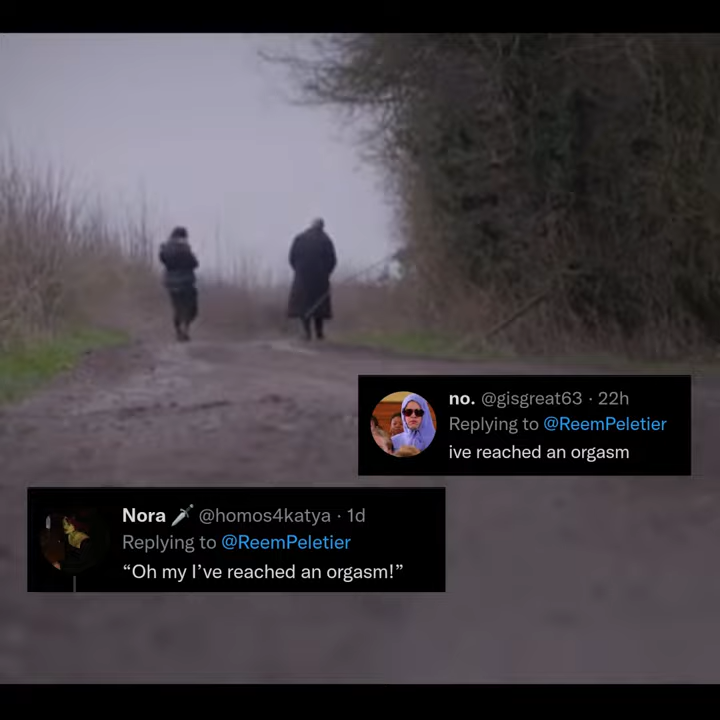 no. @gisgreat63 · 22h
Replying to @ReemPeletier
ive reached an orgasm
Nora 🗡️ @homos4katya · 1d
Replying to @ReemPeletier
“Oh my I’ve reached an orgasm!”